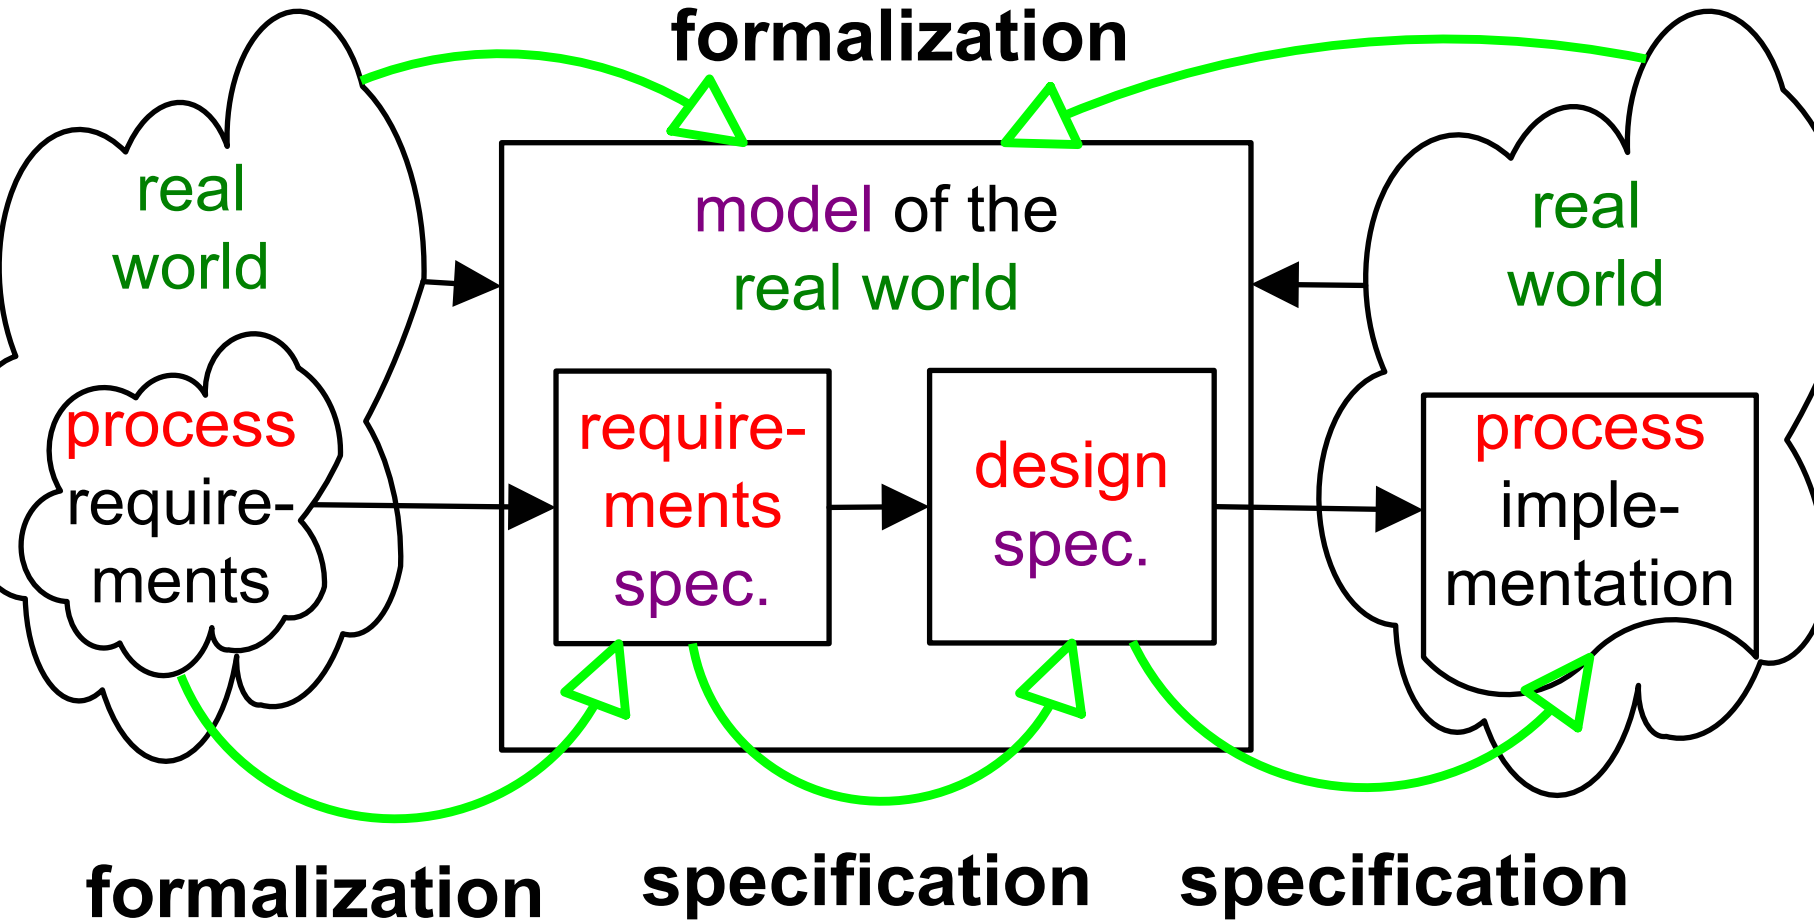 formalization
real
world
model of the
real world
real
world
process
require-
ments
require-
ments
spec.
design
spec.
process
imple-
mentation
formalization
specification
specification